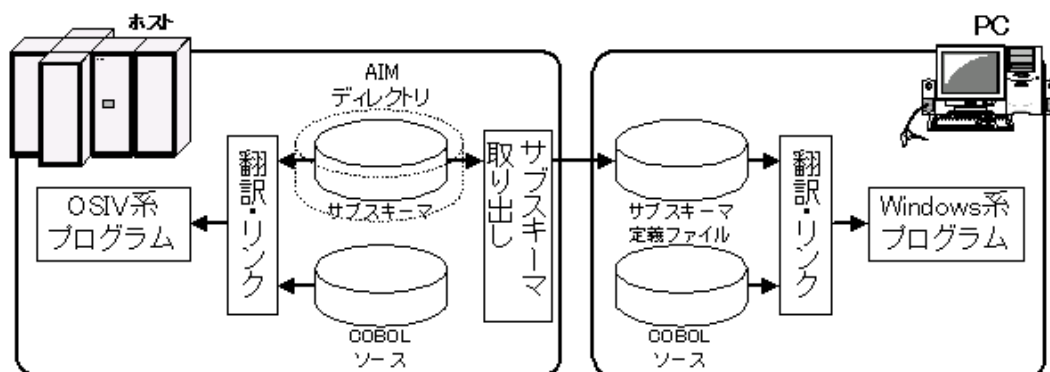 ホスト
PC
AIM
ディレクトリ
サブスキーマ
翻訳・リンク
OSIV系
プログラム
COBOL
ソース
サブスキーマ
取り出し
サブスキーマ
定義ファイル
COBOL
ソース
翻訳・リンク
Windows系
プログラム